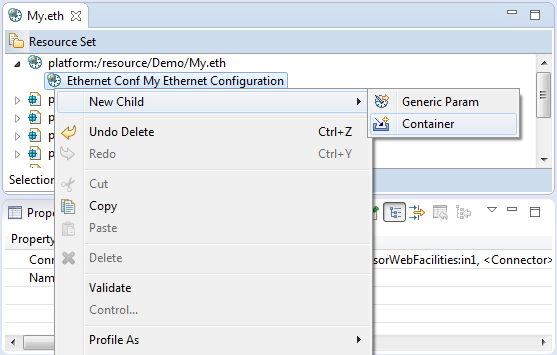 My.eth
Resource Set
platform:/resource/Demo/My.eth
Ethernet Conf My Ethernet Configuration
New Child
Generic Param
Container
Undo Delete Ctrl+Z
Redo Ctrl+Y
Cut
Copy
Paste
Delete
Validate
Control...
Profile As
p
p
p
p
Selection
Prope
Property
Conn
sorWebFacilities:in1, <Connector>
Nam